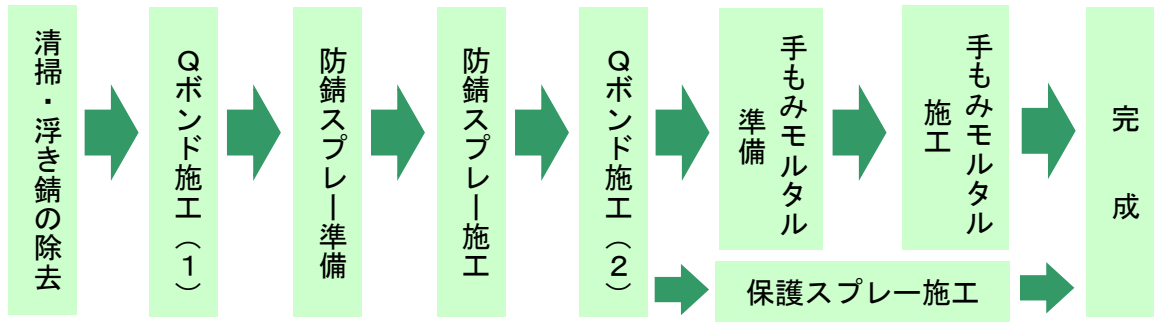 清掃・浮き錆の除去
Ｑボンド施工（１）
防錆スプレー準備
防錆スプレー施工
Ｑボンド施工（２）
手もみモルタル
準備
手もみモルタル
施工
保護スプレー施工
完成